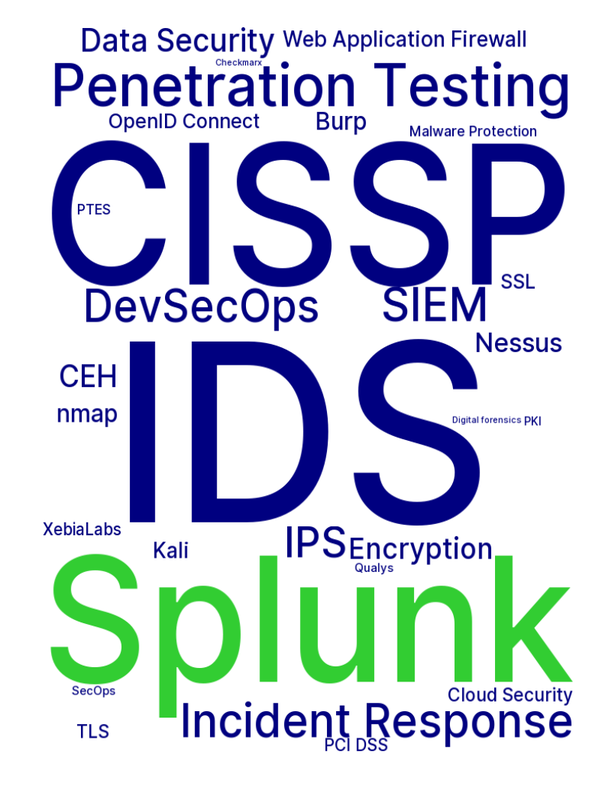 Data Security
Web Application Firewall
Checkmarx
Penetration Testing
OpenID Connect
Burp
Malware Protection
CISSP
PTES
SSL
DevSecOps
SIEM
Nessus
IDS
CEH
nmap
Digital forensics
PKI
XebiaLabs
Kali
IPS
Encryption
Qualys
Splunk
SecOps
Cloud Security
Incident Response
TLS
PCI DSS